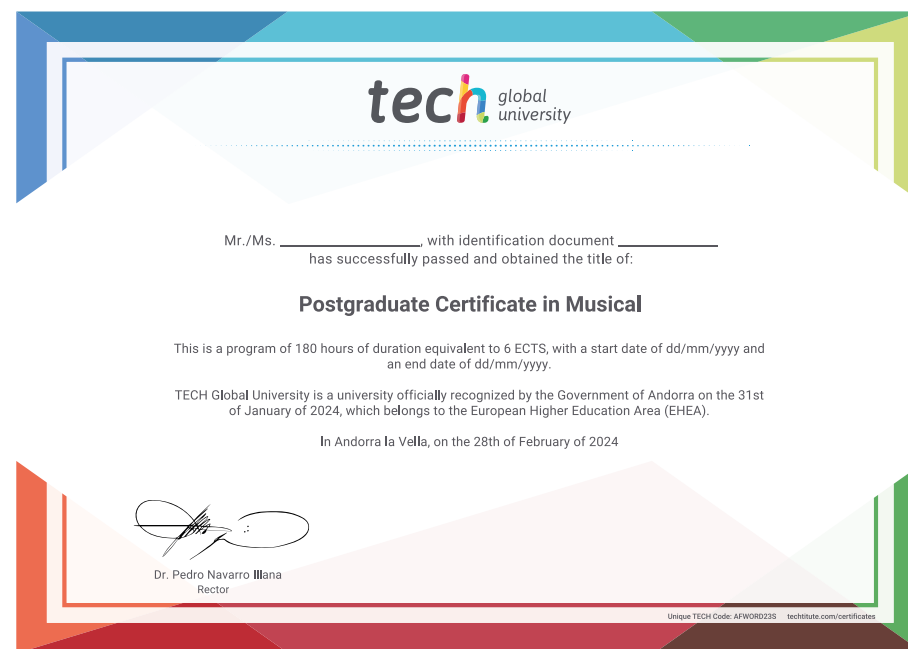 tech global university
Mr./Ms. ____________________, with identification document ______________
has successfully passed and obtained the title of:
Postgraduate Certificate in Musical
This is a program of 180 hours of duration equivalent to 6 ECTS, with a start date of dd/mm/yyyy and
an end date of dd/mm/yyyy.
TECH Global University is a university officially recognized by the Government of Andorra on the 31st
of January of 2024, which belongs to the European Higher Education Area (EHEA).
In Andorra la Vella, on the 28th of February of 2024
Dr. Pedro Navarro Illana
Rector
Unique TECH Code: AFWORD23S techtitute.com/certificates